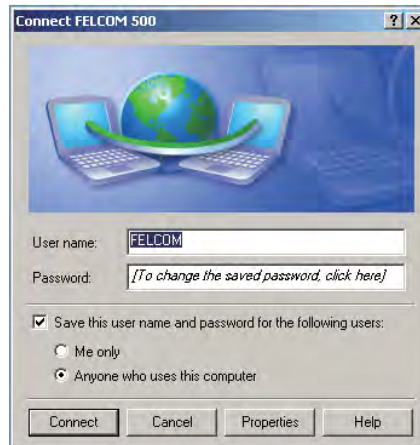 Connect FELCOM 500
User name: FELCOM
Password: [To change the saved password, click here]
Save this user name and password for the following users:
Me only
Anyone who uses this computer
Connect Cancel Properties Help